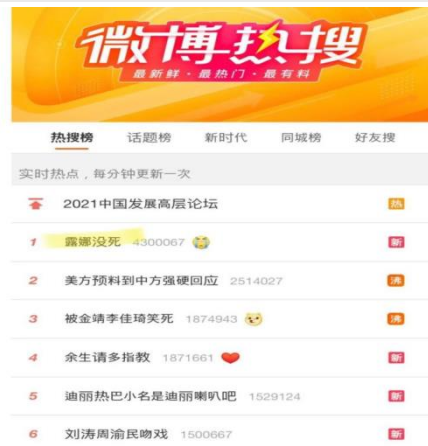 微博热搜
最新鲜·最热门·最有料
热搜榜 话题榜 新时代 同城榜 好友搜
实时热点，每分钟更新一次
2021中国发展高层论坛 热
1 露娜没死 4300067 新
2 美方预料到中方强硬回应 2514027 沸
3 被金靖李佳琦笑死 1874943 沸
4 余生请多指教 1871661 新
5 迪丽热巴小名是迪丽喇叭吧 1529124 新
6 刘涛周渝民吻戏 1500667 新